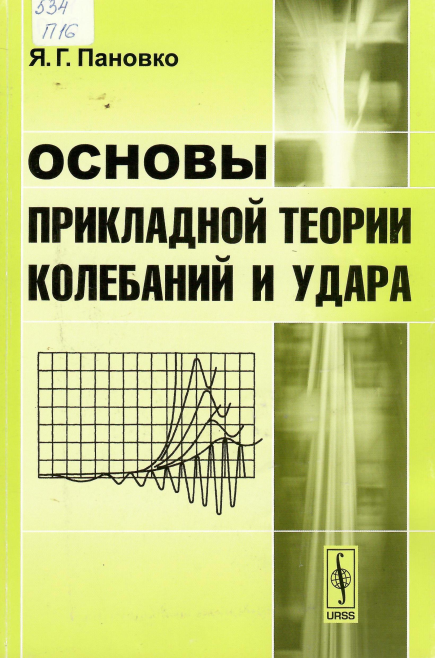 534
П16
Я. Г. Пановко
ОСНОВЫ
ПРИКЛАДНОЙ ТЕОРИИ
КОЛЕБАНИЙ И УДАРА
URSS